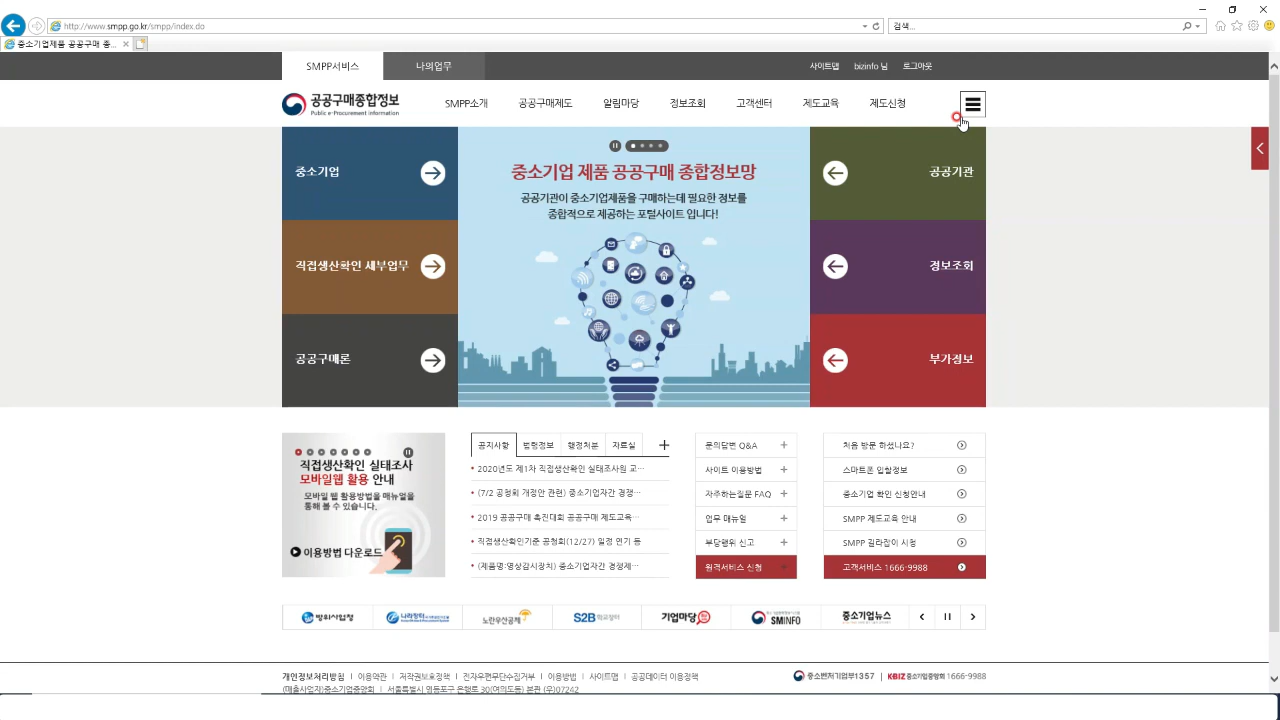 http://www.smpp.go.kr/smpp/index.do
검색...
중소기업제품 공공구매 종...
SMPP서비스
나의업무
사이트맵
bizinfo 님
로그아웃
공공구매종합정보
Public e-Procurement information
SMPP소개
공공구매제도
알림마당
정보조회
고객센터
제도교육
제도신청
중소기업
직접생산확인 세부업무
공공구매론
중소기업 제품 공공구매 종합정보망
공공기관이 중소기업제품을 구매하는데 필요한 정보를
종합적으로 제공하는 포털사이트 입니다!
공공기관
정보조회
부가정보
직접생산확인 실태조사
모바일웹 활용 안내
모바일 웹 활용방법을 매뉴얼을
통해 볼 수 있습니다.
이용방법 다운로드
공지사항
법령정보
행정처분
자료실
2020년도 제1차 직접생산확인 실태조사원 교···
(7/2 공청회 개정안 관련) 중소기업자간 경쟁···
2019 공공구매 촉진대회 공공구매 제도교육···
직접생산확인기준 공청회(12/27) 일정 연기 등
(제품명:영상감시장치) 중소기업자간 경쟁제···
문의답변 Q&A
사이트 이용방법
자주하는질문 FAQ
업무 매뉴얼
부당행위 신고
원격서비스 신청
처음 방문 하셨나요?
스마트폰 입찰정보
중소기업 확인 신청안내
SMPP 제도교육 안내
SMPP 길라잡이 시청
고객서비스 1666-9988
방위사업청
나라장터
노란우산공제
S2B 학교장터
기업마당
SMINFO
중소기업뉴스
개인정보처리방침 | 이용약관 | 저작권보호정책 | 전자우편무단수집거부 | 이용방법 | 사이트맵 | 공공데이터 이용정책
중소벤처기업부1357 | KBIZ중소기업중앙회 1666-9988
(매출사업자)중소기업중앙회 | 서울특별시 영등포구 은행로 30(여의도동) 본관 (우)07242